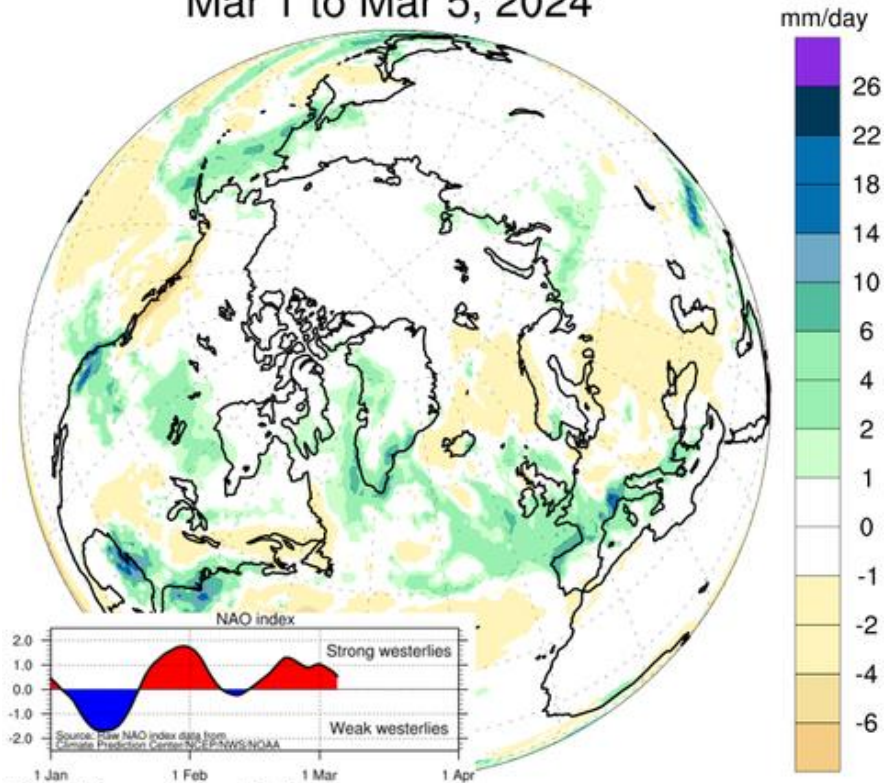 Mar 1 to Mar 5, 2024
mm/day
26
22
18
14
10
6
4
2
1
0
-1
-2
-4
-6
NAO index
2.0
1.0
0.0
-1.0
-2.0
Strong westerlies
Weak westerlies
Source: Raw NAO index data from
Climate Prediction Center/NCEP/NWS/NOAA
1 Jan
1 Feb
1 Mar
1 Apr